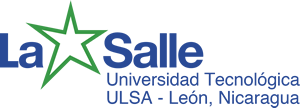 La Salle
Universidad Tecnológica
ULSA - León, Nicaragua